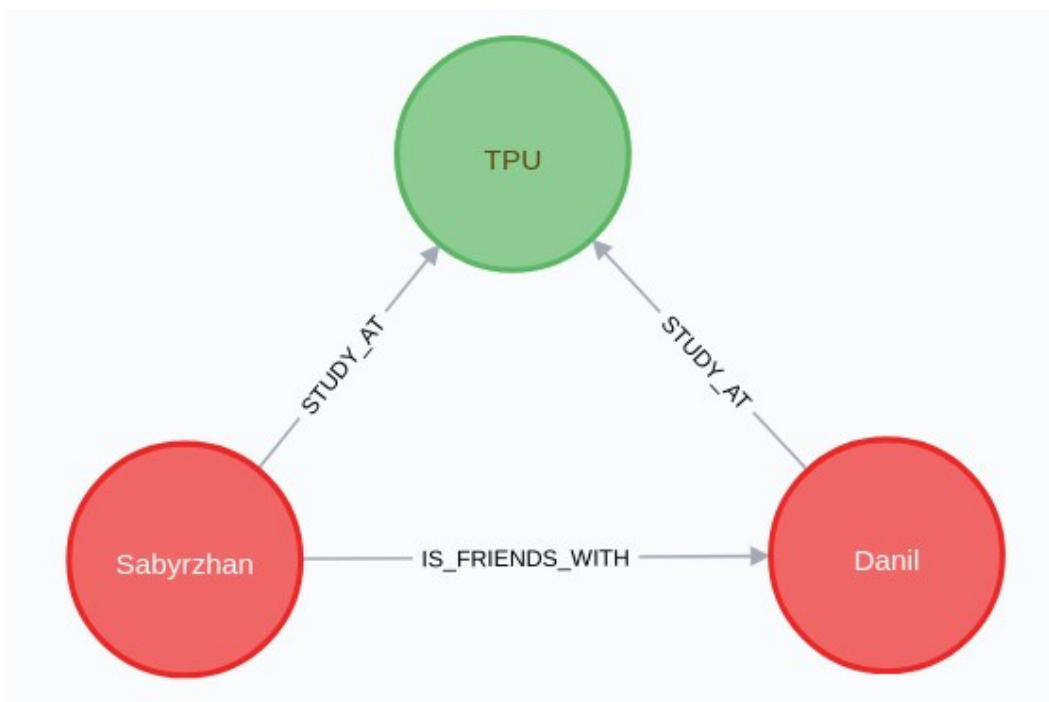 TPU
STUDY_AT
STUDY_AT
Sabyrzhan
IS_FRIENDS_WITH
Danil